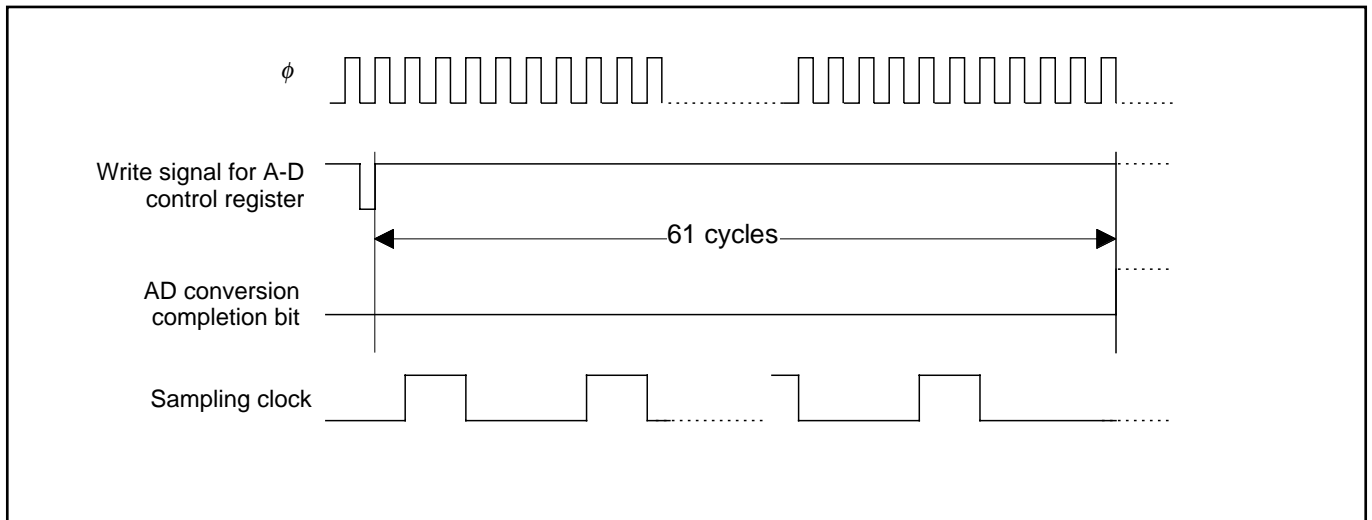 ϕ
Write signal for A-D
control register
61 cycles
AD conversion
completion bit
Sampling clock